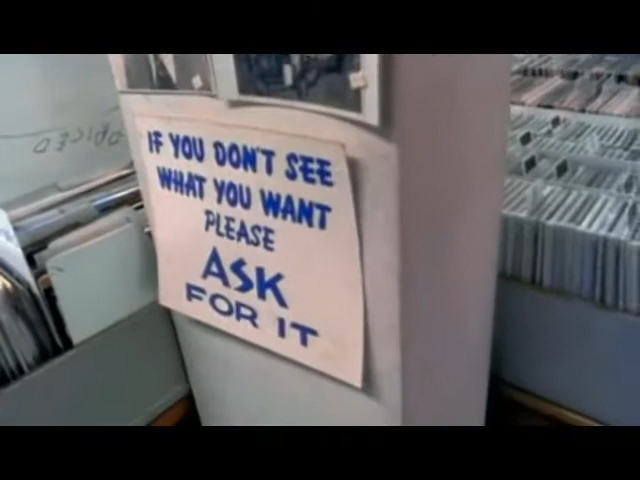 IF YOU DON'T SEE
WHAT YOU WANT
PLEASE
ASK
FOR IT